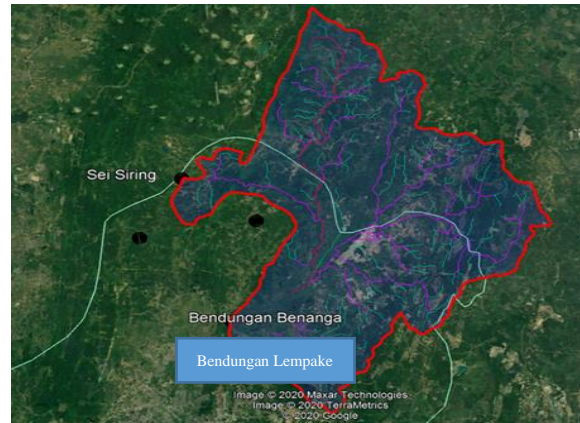 Sei Siring
Bendungan Benanga
Bendungan Lempake
Image © 2020 Maxar Technologies
Image © 2020 TerraMetrics
© 2020 Google